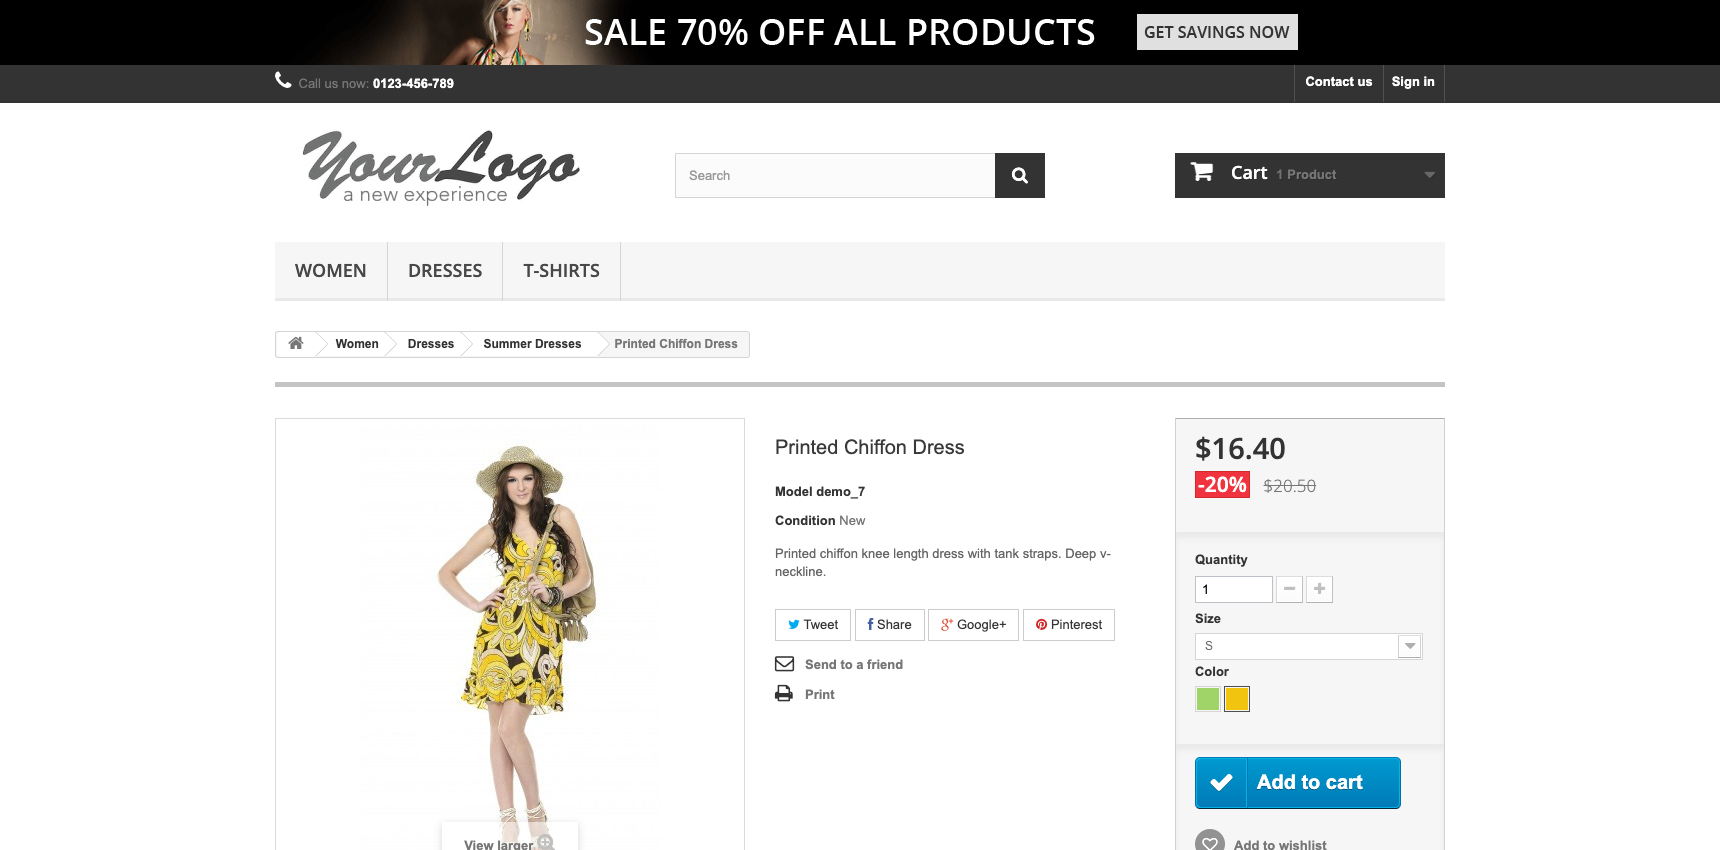 SALE 70% OFF ALL PRODUCTS
GET SAVINGS NOW
Call us now: 0123-456-789
Contact us
Sign in
YourLogo
a new experience
Search
Cart 1 Product
WOMEN
DRESSES
T-SHIRTS
Women
Dresses
Summer Dresses
Printed Chiffon Dress
Printed Chiffon Dress
Model demo_7
Condition New
Printed chiffon knee length dress with tank straps. Deep v-
neckline.
Tweet
Share
Google+
Pinterest
Send to a friend
Print
View larger
$16.40
-20% $20.50
Quantity
1
Size
S
Color
Add to cart
Add to wishlist